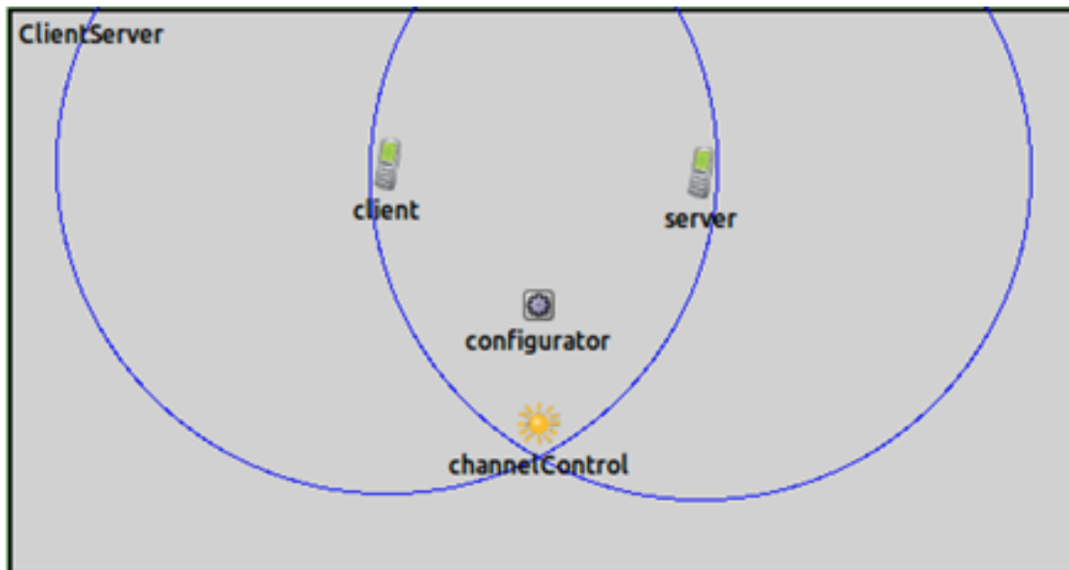 ClientServer
client
server
configurator
channelControl